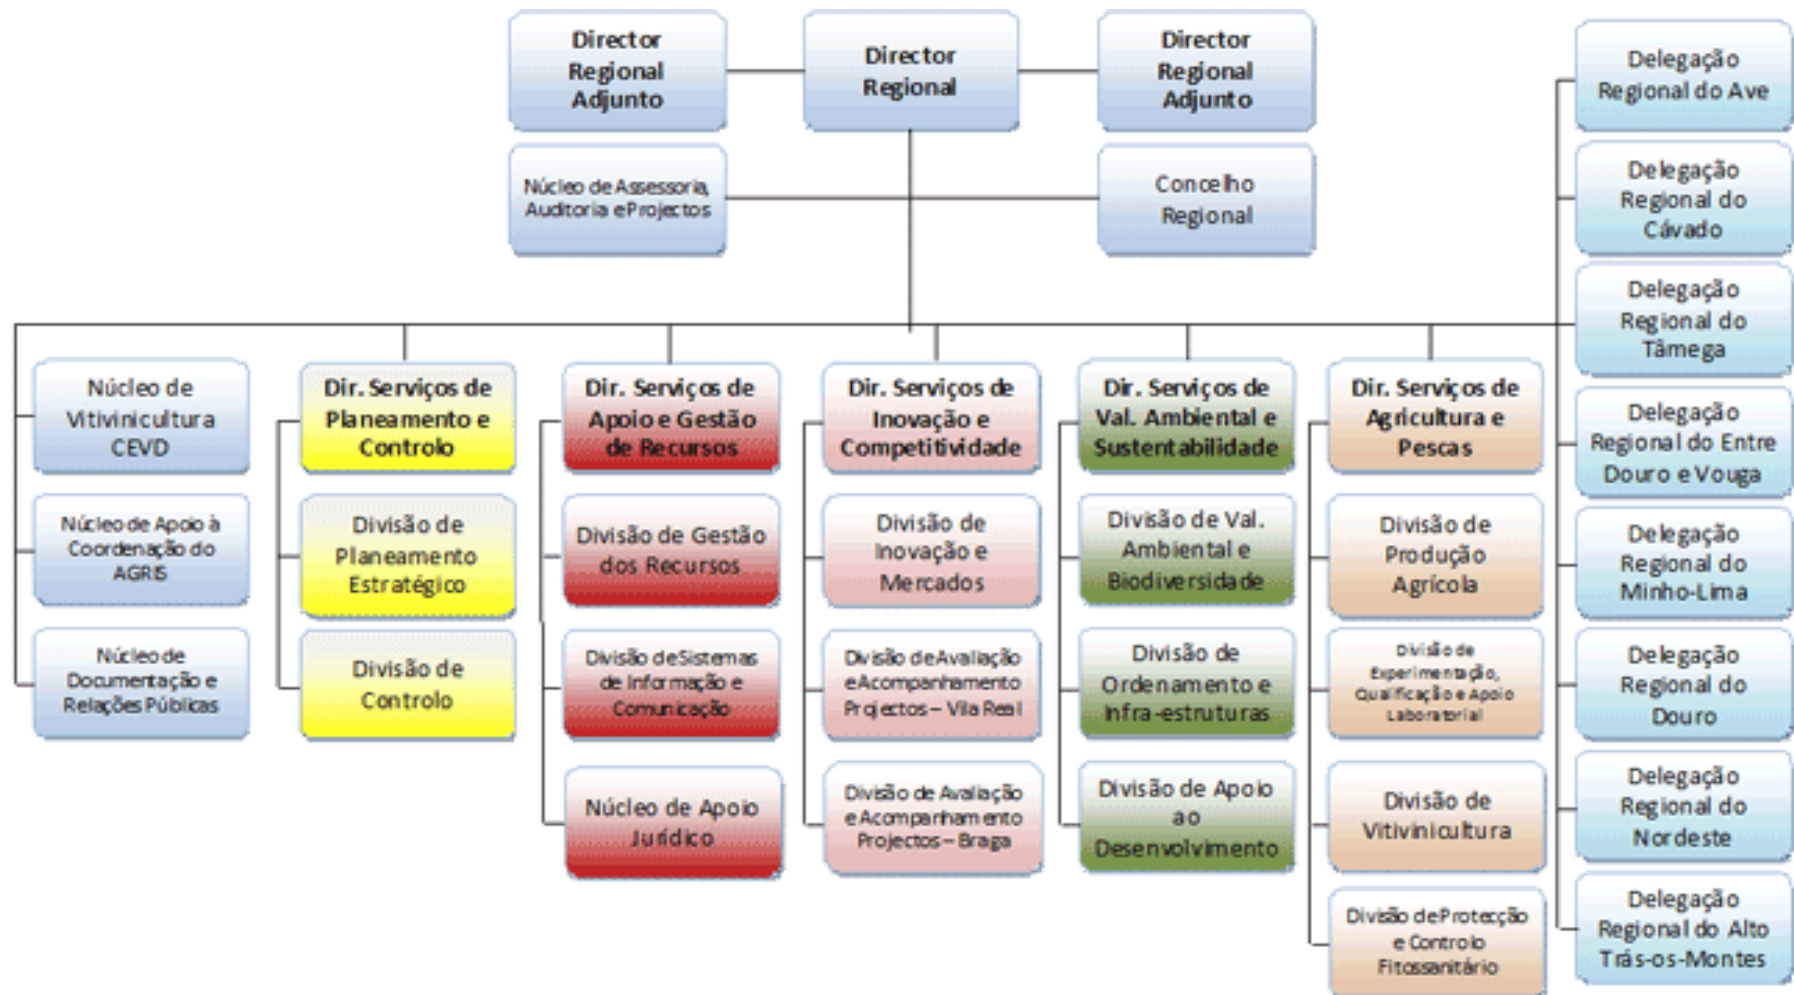 Director
Regional
Adjunto
Director
Regional
Director
Regional
Adjunto
Núcleo de Assessoria,
Auditoria e Projectos
Concelho
Regional
Núcleo de
Vitivinicultura
CEVD
Núcleo de Apoio à
Coordenação do
AGRIS
Núcleo de
Documentação e
Relações Públicas
Dir. Serviços de
Planeamento e
Controlo
Divisão de
Planeamento
Estratégico
Divisão de
Controlo
Dir. Serviços de
Apoio e Gestão
de Recursos
Divisão de Gestão
dos Recursos
Divisão de Sistemas
de Informação e
Comunicação
Núcleo de Apoio
Jurídico
Dir. Serviços de
Inovação e
Competitividade
Divisão de
Inovação e
Mercados
Divisão de Avaliação
e Acompanhamento
Projectos – Vila Real
Divisão de Avaliação
e Acompanhamento
Projectos – Braga
Dir. Serviços de
Val. Ambiental e
Sustentabilidade
Divisão de Val.
Ambiental e
Biodiversidade
Divisão de
Ordenamento e
Infra-estruturas
Divisão de Apoio
ao
Desenvolvimento
Dir. Serviços de
Agricultura e
Pescas
Divisão de
Produção
Agrícola
Divisão de
Experimentação,
Qualificação e Apoio
Laboratorial
Divisão de
Vitivinicultura
Divisão de Protecção
e Controlo
Fitossanitário
Delegação
Regional do Ave
Delegação
Regional do
Cávado
Delegação
Regional do
Tâmega
Delegação
Regional do Entre
Douro e Vouga
Delegação
Regional do
Minho-Lima
Delegação
Regional do
Douro
Delegação
Regional do
Nordeste
Delegação
Regional do Alto
Trás-os-Montes